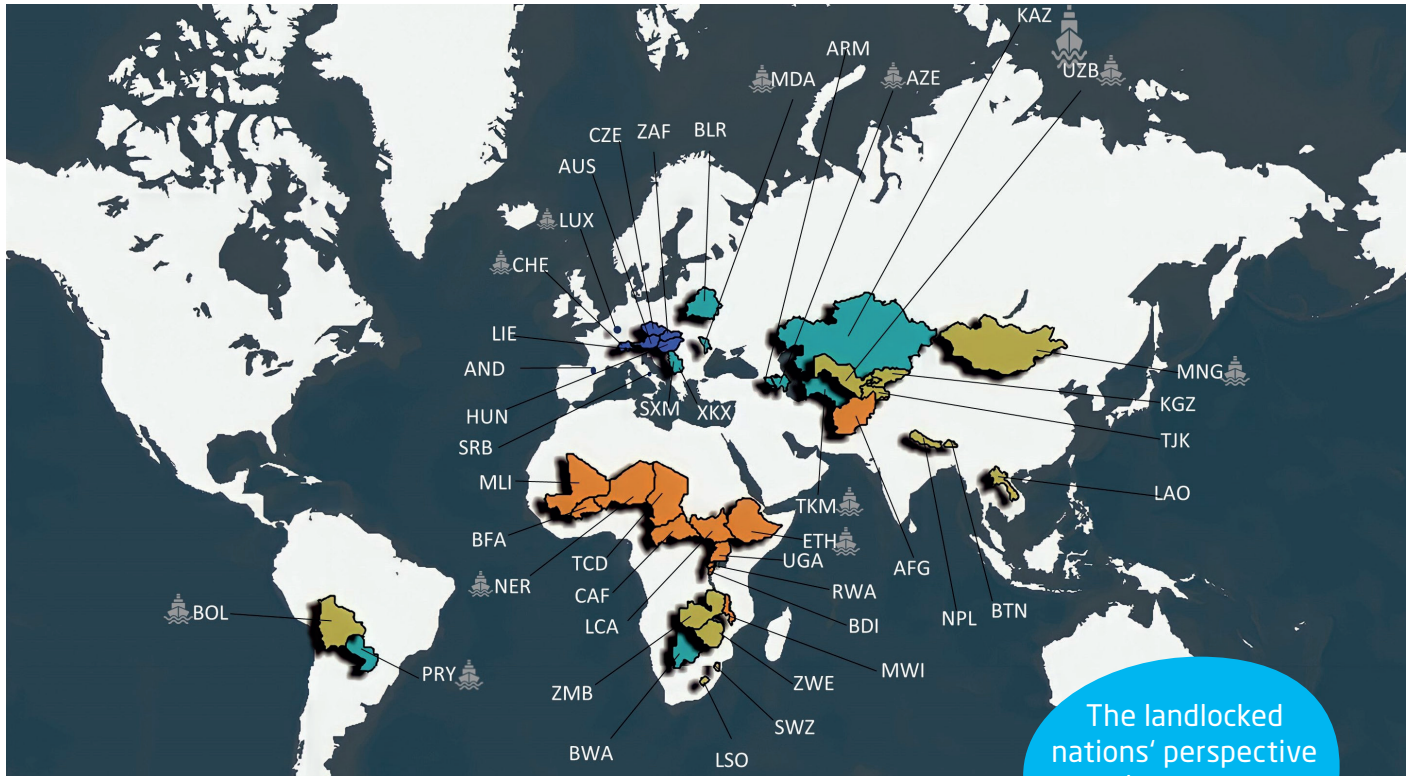 KAZ
ARM
UZB
MDA
AZE
CZE
ZAF
BLR
AUS
LUX
CHE
LIE
AND
HUN
SXM
XKX
SRB
MNG
KGZ
TJK
LAO
MLI
BFA
NER
TCD
CAF
LCA
TKM
ETH
UGA
AFG
RWA
BDI
NPL
BTN
BOL
PRY
ZMB
BWA
MWI
ZWE
SWZ
LSO
The landlocked
nations‘ perspective